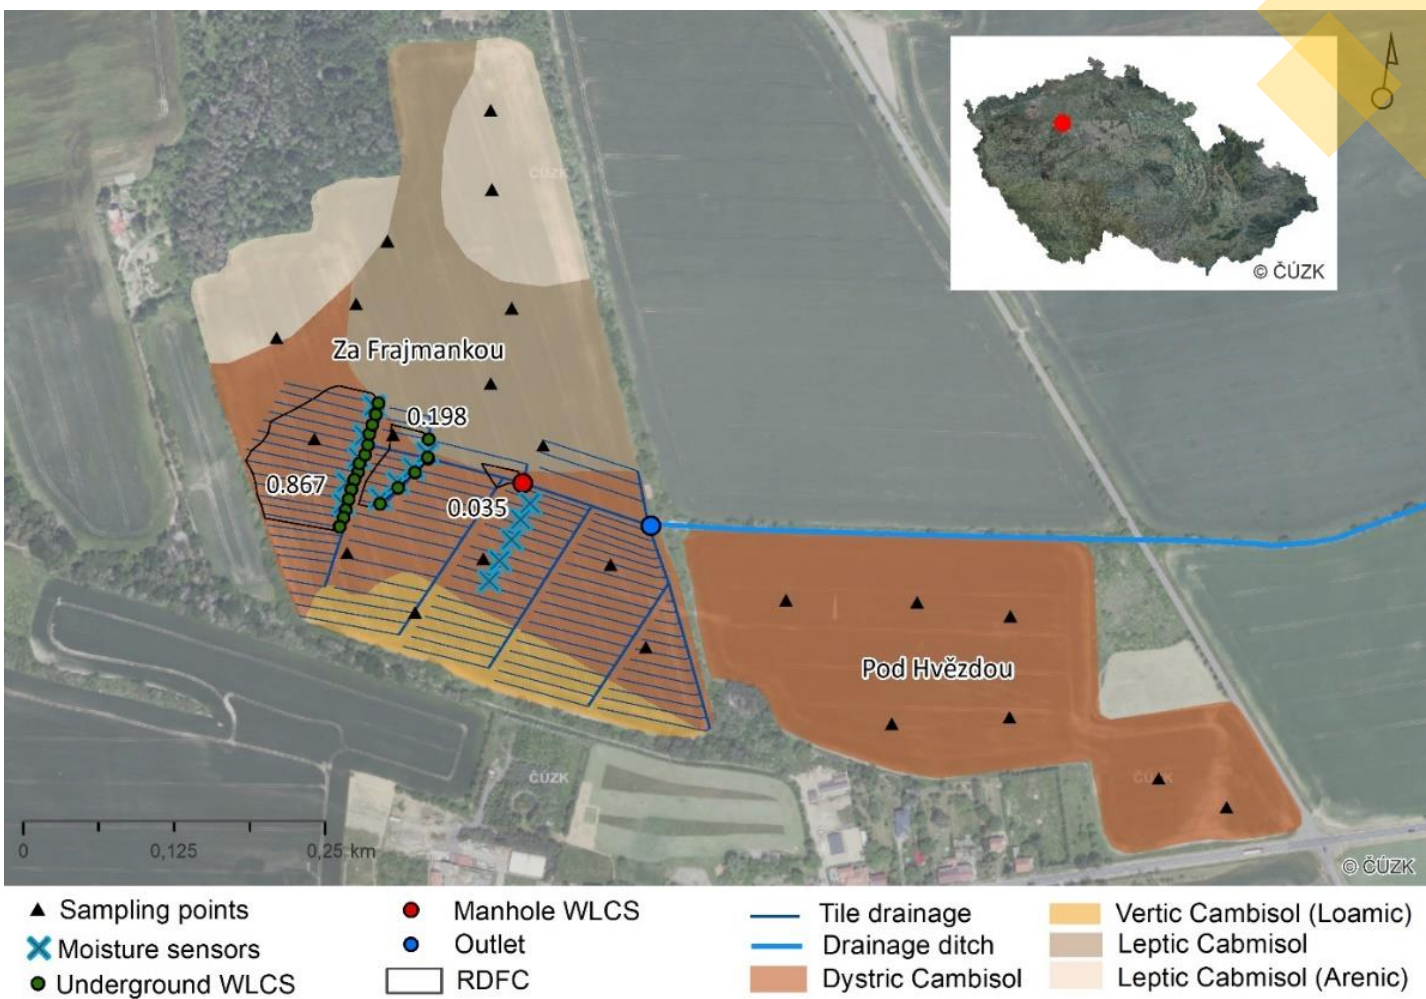 ČÚZK
© ČÚZK
Za Frajmankou
0.198
0.867
0.035
Pod Hvězdou
ČÚZK
ČÚZK
0
0,125
0,25 km
© ČÚZK
Sampling points
Moisture sensors
Underground WLCS
Manhole WLCS
Outlet
RDFC
Tile drainage
Drainage ditch
Dystric Cambisol
Vertic Cambisol (Loamic)
Leptic Cabmisol
Leptic Cabmisol (Arenic)